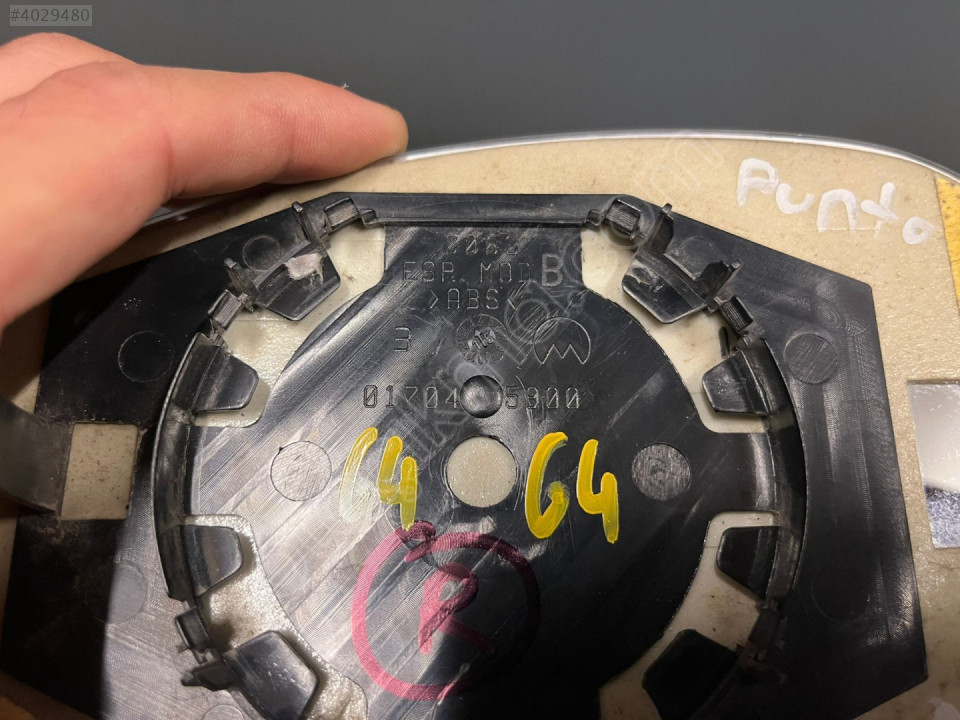 #4029480
Punto
ESP. MOD. B
>ABS<
3
01704 5900
G4 G4
R